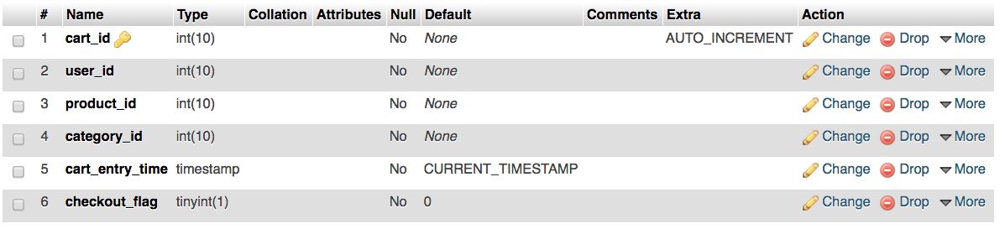 # Name Type Collation Attributes Null Default Comments Extra Action
1 cart_id int(10) No None AUTO_INCREMENT Change Drop More
2 user_id int(10) No None Change Drop More
3 product_id int(10) No None Change Drop More
4 category_id int(10) No None Change Drop More
5 cart_entry_time timestamp No CURRENT_TIMESTAMP Change Drop More
6 checkout_flag tinyint(1) No 0 Change Drop More